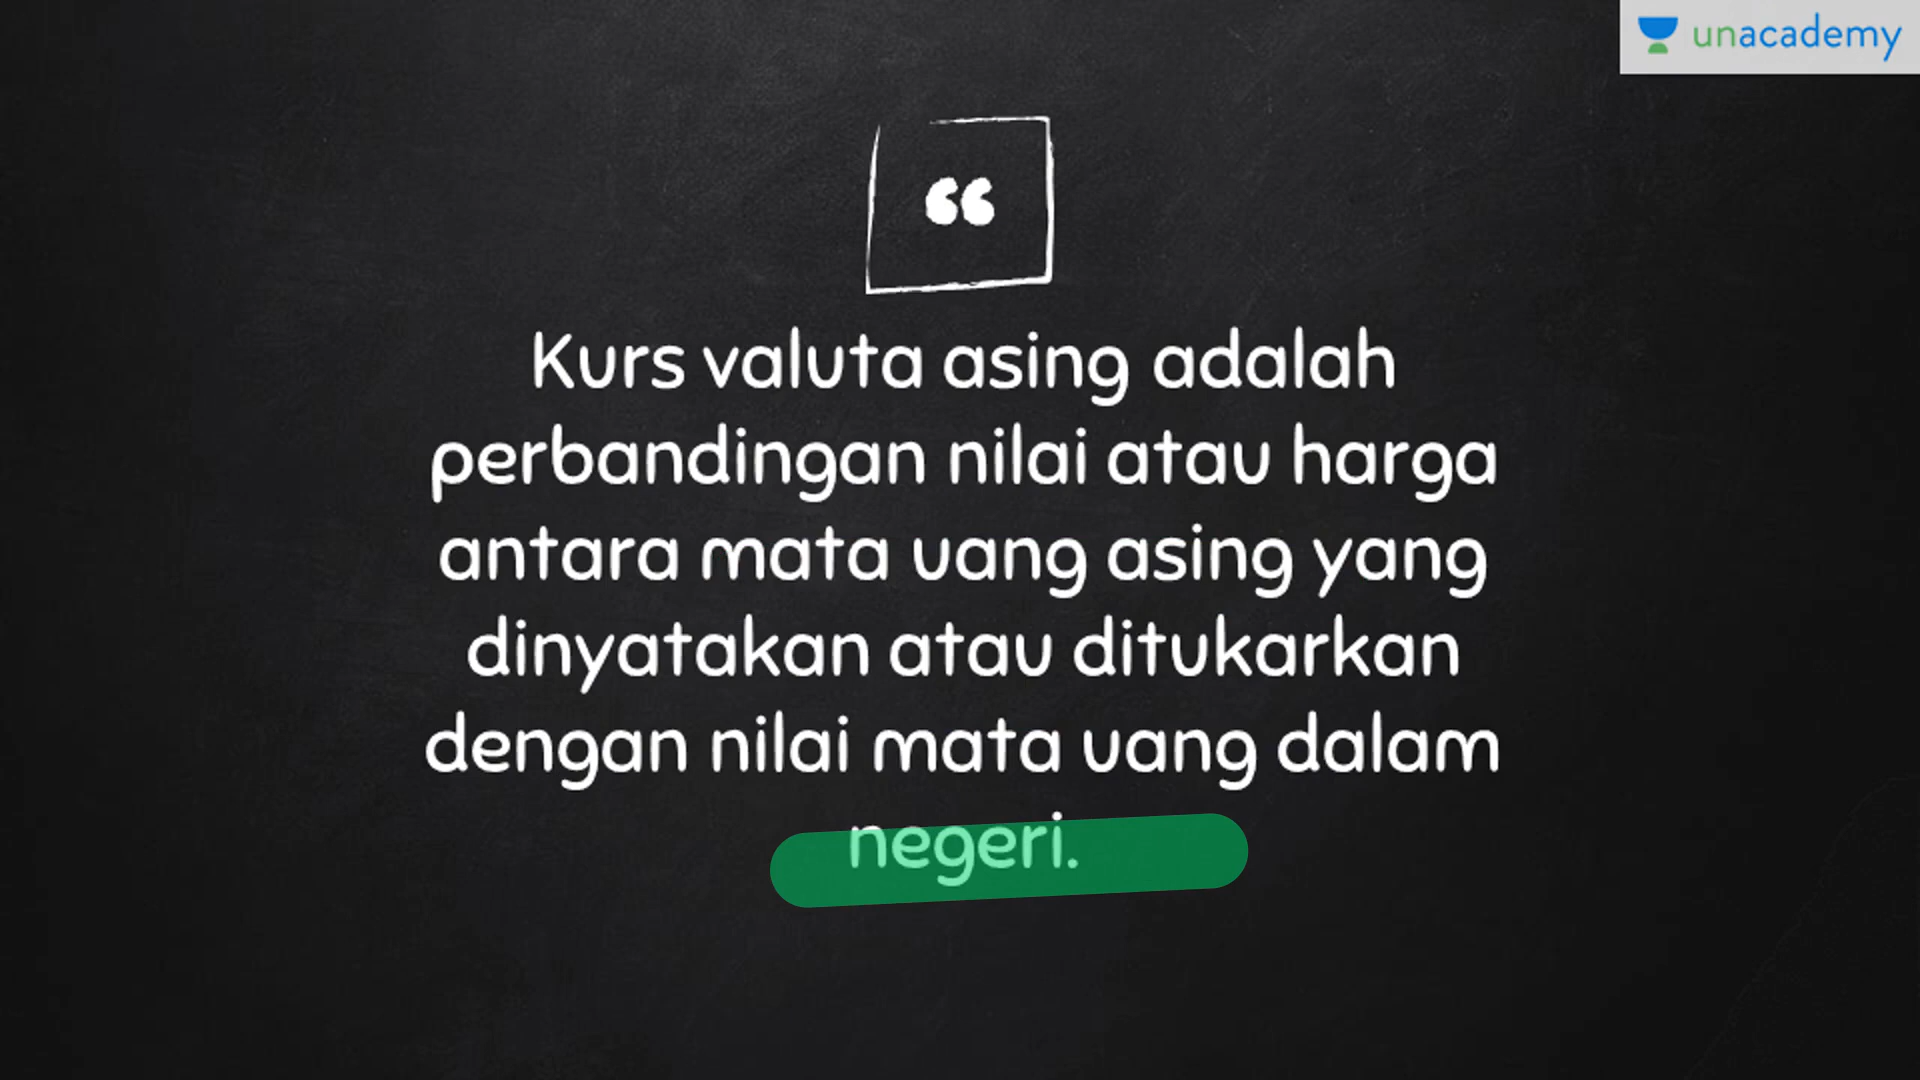 unacademy
“
Kurs valuta asing adalah
perbandingan nilai atau harga
antara mata uang asing yang
dinyatakan atau ditukarkan
dengan nilai mata uang dalam
negeri.